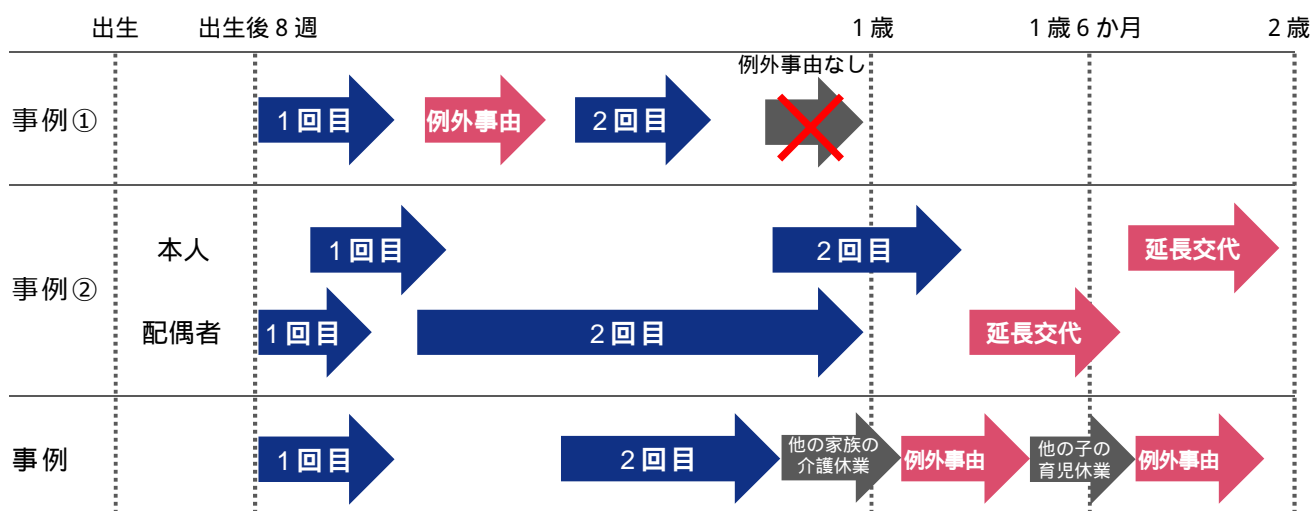 出生 出生後8週 1歳 1歳6か月 2歳
例外事由なし
事例① 1回目 例外事由 2回目
本人 1回目 2回目 延長交代
事例②
配偶者 1回目 2回目 延長交代
事例 1回目 2回目 他の家族の
介護休業 例外事由 他の子の
育児休業 例外事由